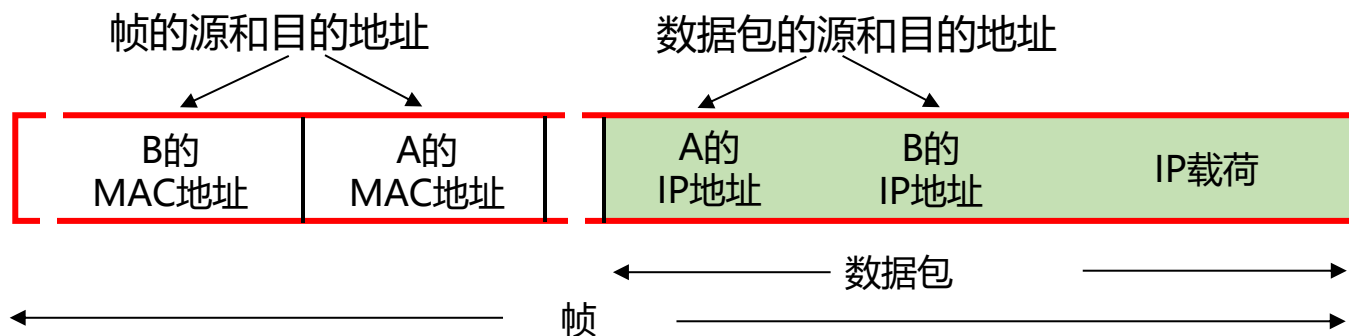 帧的源和目的地址
数据包的源和目的地址
B的
MAC地址
A的
MAC地址
A的
IP地址
B的
IP地址
IP载荷
数据包
帧